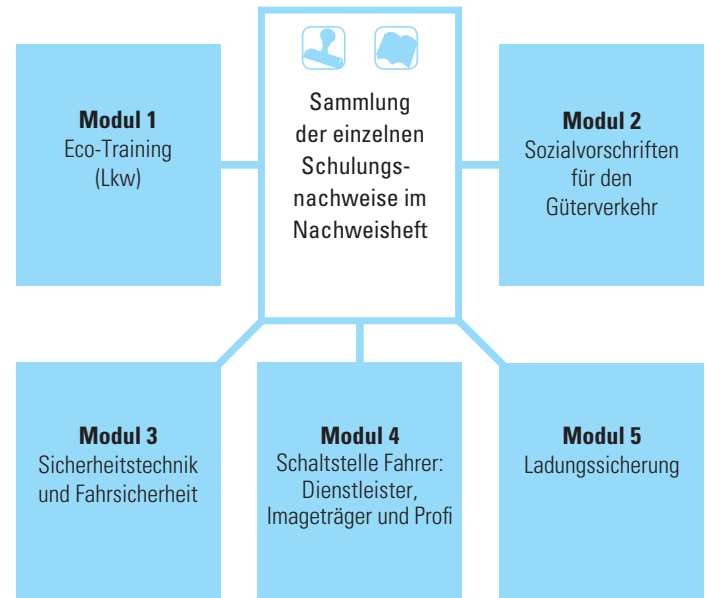 Modul 1
Eco-Training
(Lkw)
Sammlung
der einzelnen
Schulungs-
nachweise im
Nachweisheft
Modul 2
Sozialvorschriften
für den
Güterverkehr
Modul 3
Sicherheitstechnik
und Fahrsicherheit
Modul 4
Schaltstelle Fahrer:
Dienstleister,
Imageträger und Profi
Modul 5
Ladungssicherung